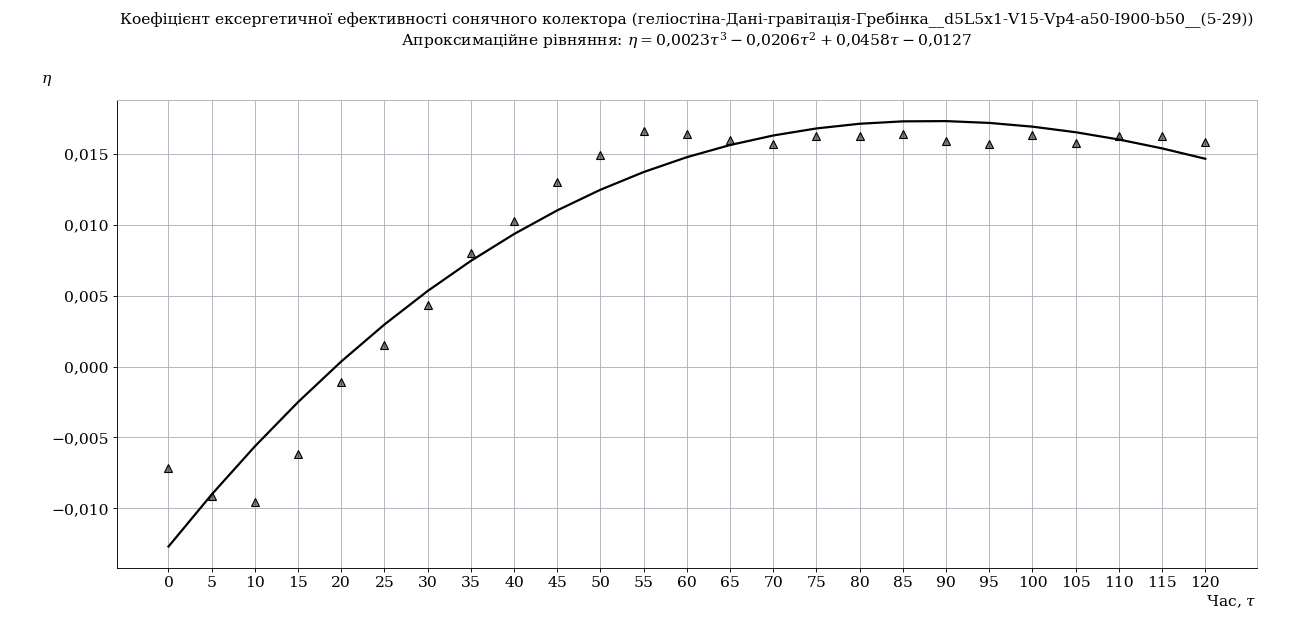 Коефіцієнт ексергетичної ефективності сонячного колектора (геліостіна-Дані-гравітація-Гребінка__d5L5x1-V15-Vp4-a50-I900-b50__(5-29))
Апроксимаційне рівняння: η = 0,0023τ³ − 0,0206τ² + 0,0458τ − 0,0127
η
0,015
0,010
0,005
0,000
−0,005
−0,010
0 5 10 15 20 25 30 35 40 45 50 55 60 65 70 75 80 85 90 95 100 105 110 115 120
Час, τ